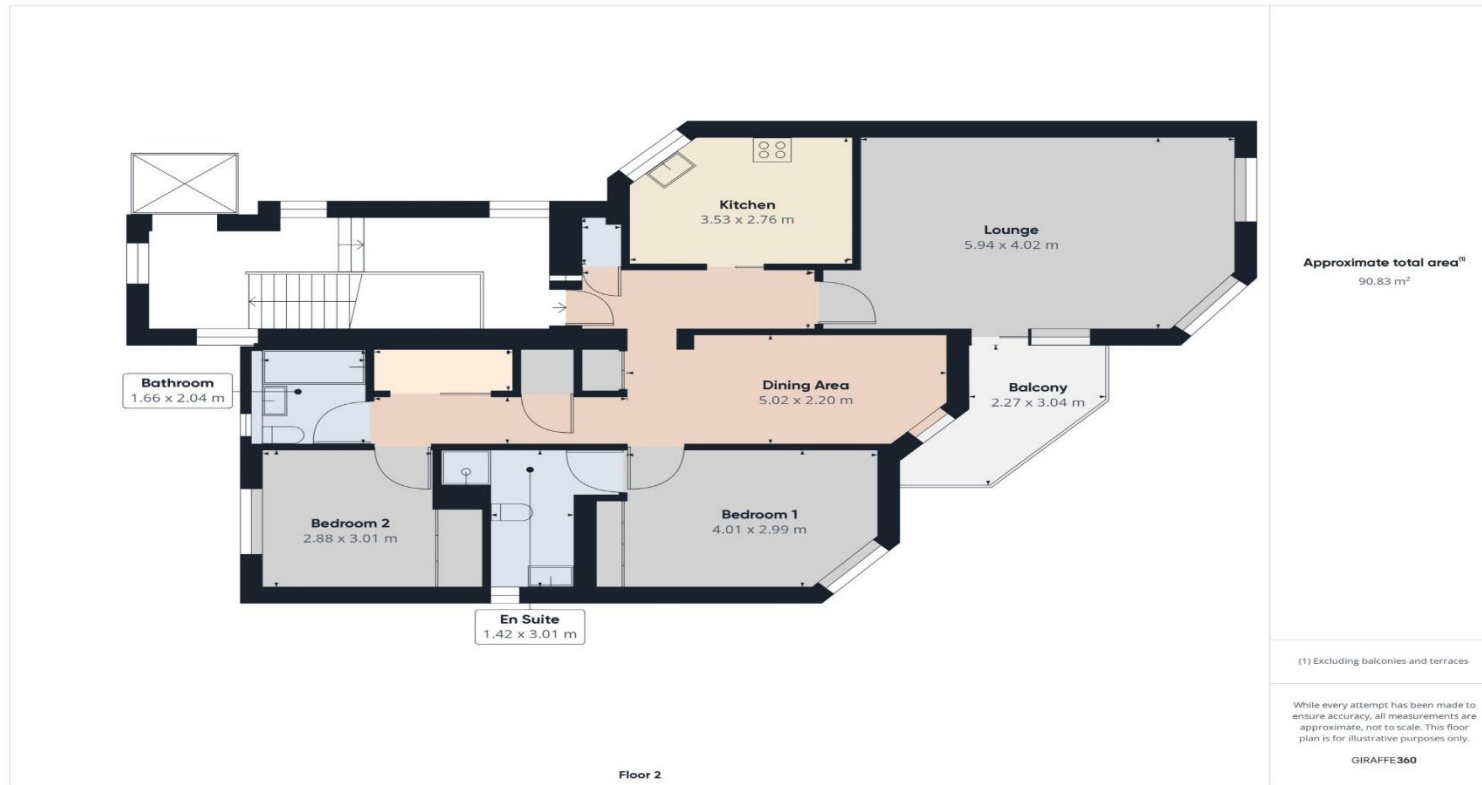 Kitchen
3.53 x 2.76 m
Lounge
5.94 x 4.02 m
Bathroom
1.66 x 2.04 m
Dining Area
5.02 x 2.20 m
Balcony
2.27 x 3.04 m
Bedroom 2
2.88 x 3.01 m
Bedroom 1
4.01 x 2.99 m
En Suite
1.42 x 3.01 m
Floor 2
Approximate total area(1)
90.83 m²
(1) Excluding balconies and terraces
While every attempt has been made to
ensure accuracy, all measurements are
approximate, not to scale. This floor
plan is for illustrative purposes only.
GIRAFFE360